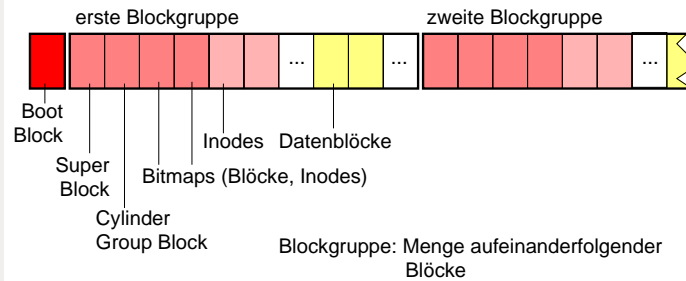 erste Blockgruppe
zweite Blockgruppe
...
...
...
Boot
Block
Inodes
Datenblöcke
Super
Block
Bitmaps (Blöcke, Inodes)
Cylinder
Group Block
Blockgruppe: Menge aufeinanderfolgender
Blöcke